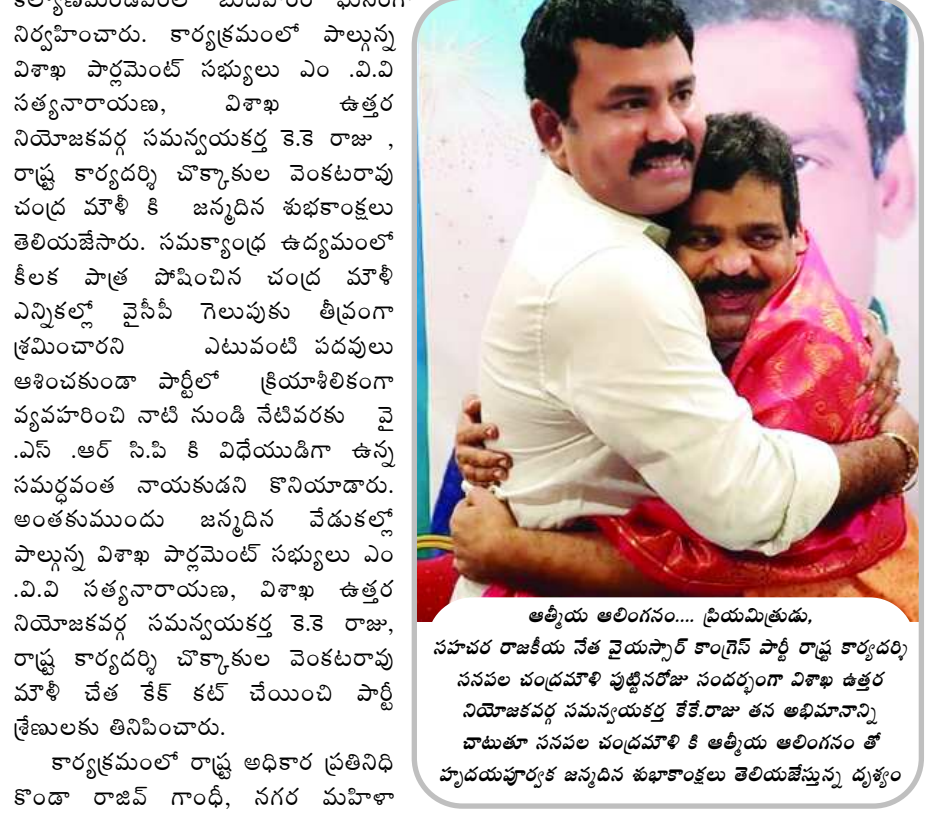 నిర్వహించారు. కార్యక్రమంలో పాల్గున్న
విశాఖ పార్లమెంట్ సభ్యులు ఎం .వి.వి
సత్యనారాయణ, విశాఖ ఉత్తర
నియోజకవర్గ సమన్వయకర్త కె.కె రాజు ,
రాష్ట్ర కార్యదర్శి చొక్కాకుల వెంకటరావు
చంద్ర మౌళీ కి జన్మదిన శుభకాంక్షలు
తెలియజేసారు. సమక్యాంధ్ర ఉద్యమంలో
కీలక పాత్ర పోషించిన చంద్ర మౌళీ
ఎన్నికల్లో వైసీపీ గెలుపుకు తీవ్రంగా
శ్రమించారని ఎటువంటి పదవులు
ఆశించకుండా పార్టీలో క్రియాశీలికంగా
వ్యవహరించి నాటి నుండి నేటివరకు వై
.ఎస్ .ఆర్ సి.పి కి విధేయుడిగా ఉన్న
సమర్ధవంత నాయకుడని కొనియాడారు.
అంతకుముందు జన్మదిన వేడుకల్లో
పాల్గున్న విశాఖ పార్లమెంట్ సభ్యులు ఎం
.వి.వి సత్యనారాయణ, విశాఖ ఉత్తర
నియోజకవర్గ సమన్వయకర్త కె.కె రాజు,
రాష్ట్ర కార్యదర్శి చొక్కాకుల వెంకటరావు
మౌళీ చేత కేక్ కట్ చేయించి పార్టీ
శ్రేణులకు తినిపించారు.
కార్యక్రమంలో రాష్ట్ర అధికార ప్రతినిధి
కొండా రాజీవ్ గాంధీ, నగర మహిళా
ఆత్మీయ ఆలింగనం.... ప్రియమిత్రుడు,
సహచర రాజకీయ నేత వైయస్సార్ కాంగ్రెస్ పార్టీ రాష్ట్ర కార్యదర్శి
సనపల చంద్రమౌళి పుట్టినరోజు సందర్భంగా విశాఖ ఉత్తర
నియోజకవర్గ సమన్వయకర్త కేకే.రాజు తన అభిమానాన్ని
చాటుతూ సనపల చంద్రమౌళి కి ఆత్మీయ ఆలింగనం తో
హృదయపూర్వక జన్మదిన శుభాకాంక్షలు తెలియజేస్తున్న దృశ్యం